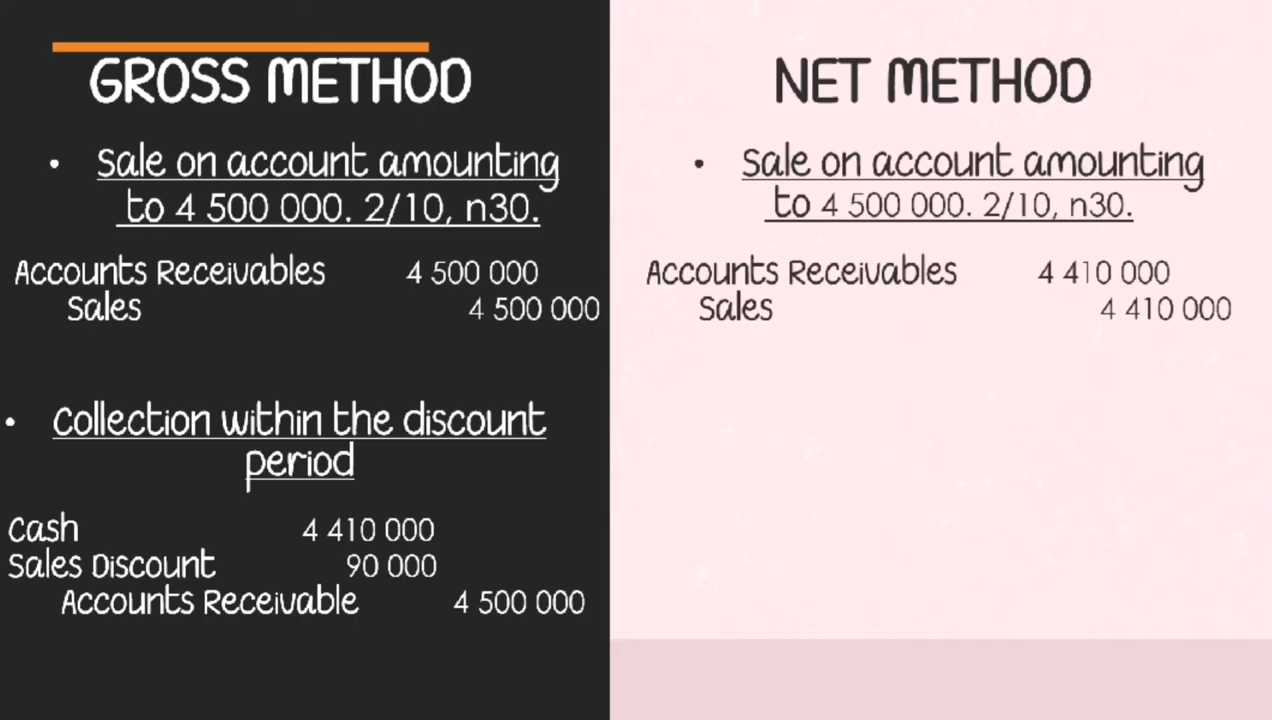 GROSS METHOD
• Sale on account amounting
to 4 500 000. 2/10, n30.
Accounts Receivables 4 500 000
Sales 4 500 000
• Collection within the discount
period
Cash 4 410 000
Sales Discount 90 000
Accounts Receivable 4 500 000
NET METHOD
• Sale on account amounting
to 4 500 000. 2/10, n30.
Accounts Receivables 4 410 000
Sales 4 410 000